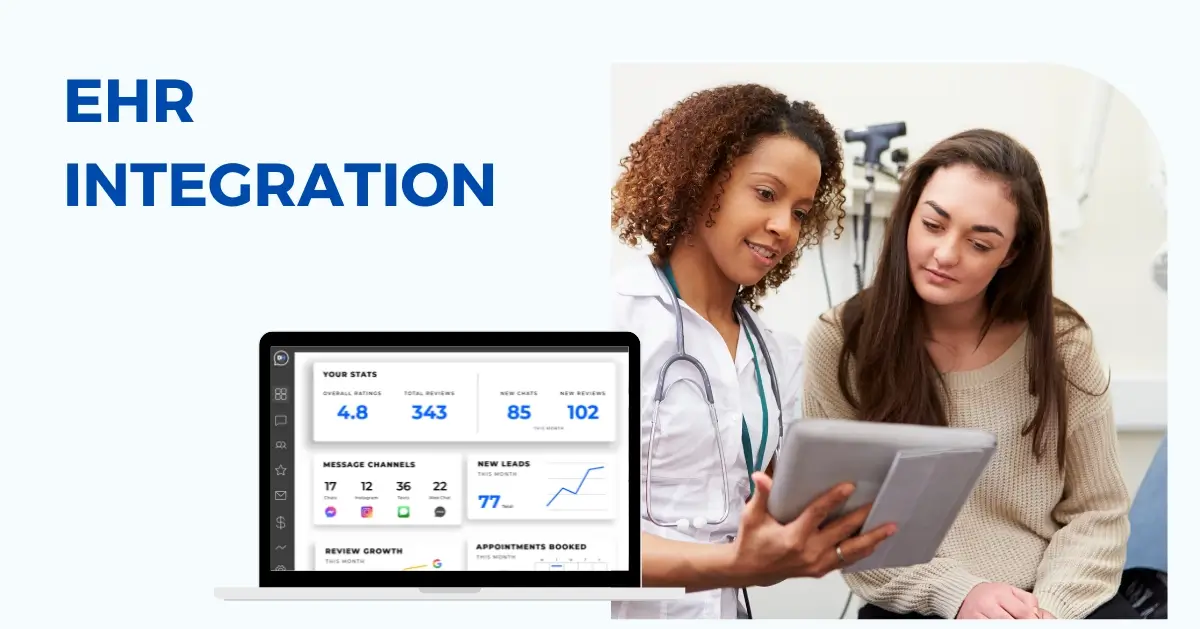 EHR
INTEGRATION
YOUR STATS
OVERALL RATINGS TOTAL REVIEWS NEW CHATS NEW REVIEWS
4.8 343 85 102
THIS MONTH
MESSAGE CHANNELS
17 12 36 22
Chats Instagram Texts Web Chat
NEW LEADS
THIS MONTH
77 Total
REVIEW GROWTH
THIS MONTH
APPOINTMENTS BOOKED
THIS MONTH